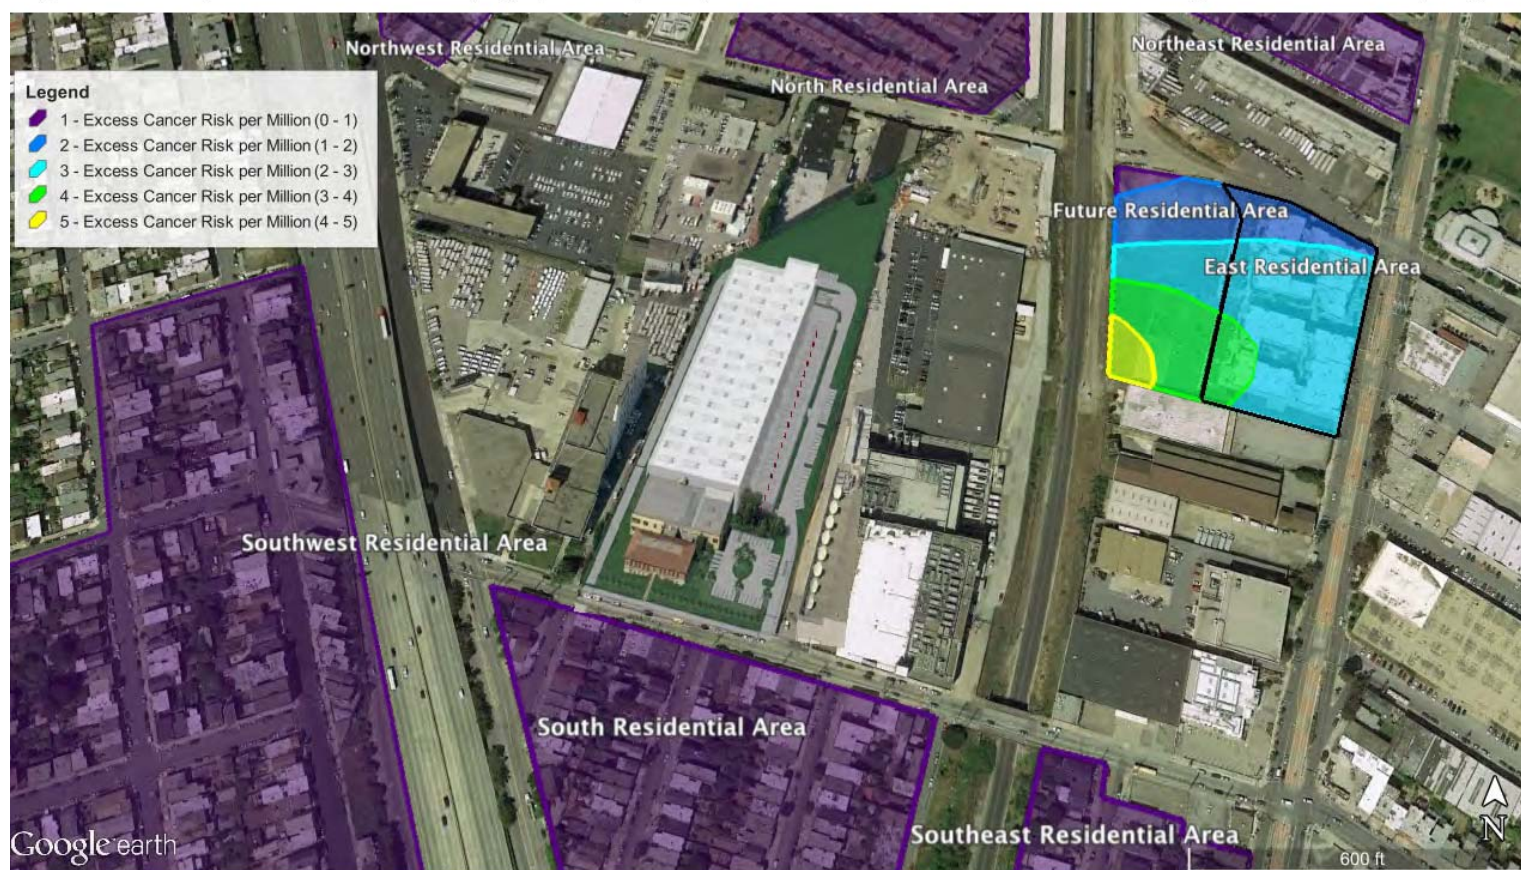 Northwest Residential Area
Northeast Residential Area
North Residential Area
Legend
1 - Excess Cancer Risk per Million (0 - 1)
2 - Excess Cancer Risk per Million (1 - 2)
3 - Excess Cancer Risk per Million (2 - 3)
4 - Excess Cancer Risk per Million (3 - 4)
5 - Excess Cancer Risk per Million (4 - 5)
Future Residential Area
East Residential Area
Southwest Residential Area
South Residential Area
Southeast Residential Area
N
Google earth
600 ft